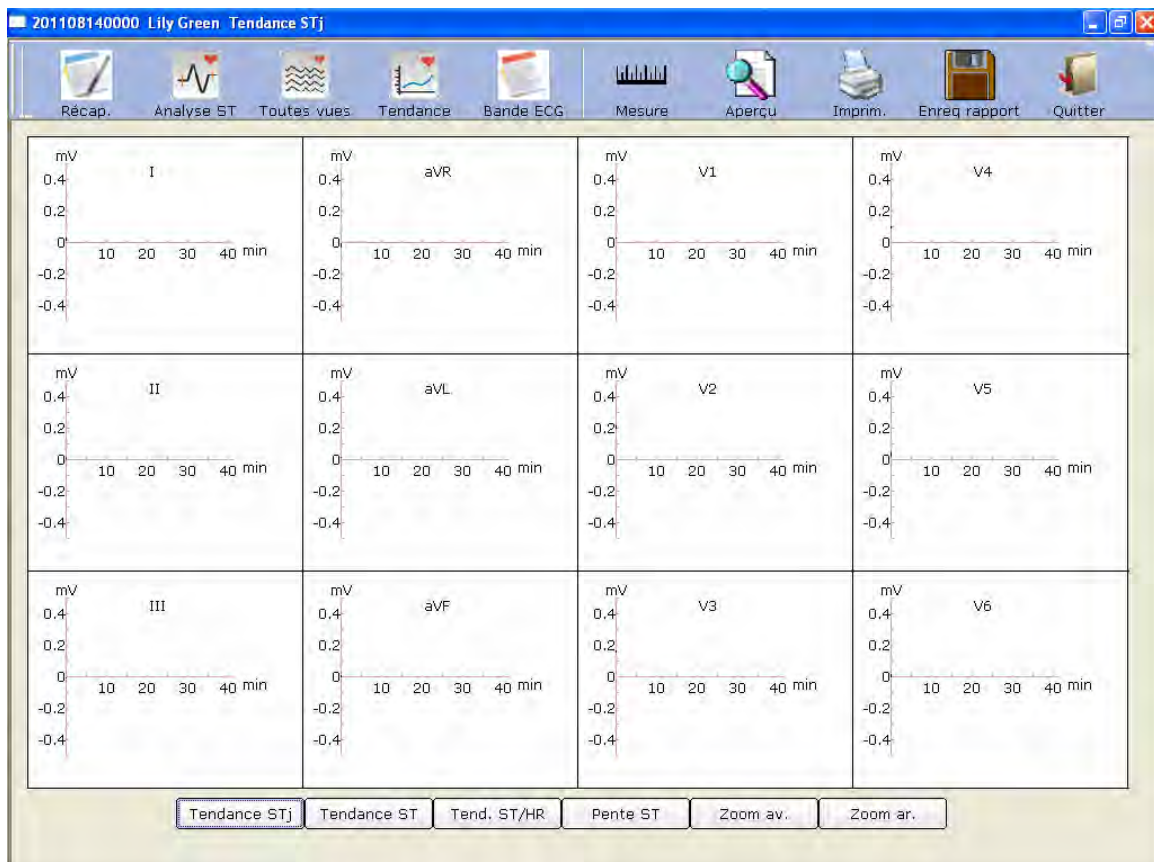 201108140000 Lily Green Tendance STj
Récap. Analyse ST Toutes vues Tendance Bande ECG Mesure Aperçu Imprim. Enreg rapport Quitter
mV I
0.4
0.2
0
10 20 30 40 min
-0.2
-0.4
mV aVR
0.4
0.2
0
10 20 30 40 min
-0.2
-0.4
mV V1
0.4
0.2
0
10 20 30 40 min
-0.2
-0.4
mV V4
0.4
0.2
0
10 20 30 40 min
-0.2
-0.4
mV II
0.4
0.2
0
10 20 30 40 min
-0.2
-0.4
mV aVL
0.4
0.2
0
10 20 30 40 min
-0.2
-0.4
mV V2
0.4
0.2
0
10 20 30 40 min
-0.2
-0.4
mV V5
0.4
0.2
0
10 20 30 40 min
-0.2
-0.4
mV III
0.4
0.2
0
10 20 30 40 min
-0.2
-0.4
mV aVF
0.4
0.2
0
10 20 30 40 min
-0.2
-0.4
mV V3
0.4
0.2
0
10 20 30 40 min
-0.2
-0.4
mV V6
0.4
0.2
0
10 20 30 40 min
-0.2
-0.4
Tendance STj Tendance ST Tend. ST/HR Pente ST Zoom av. Zoom ar.